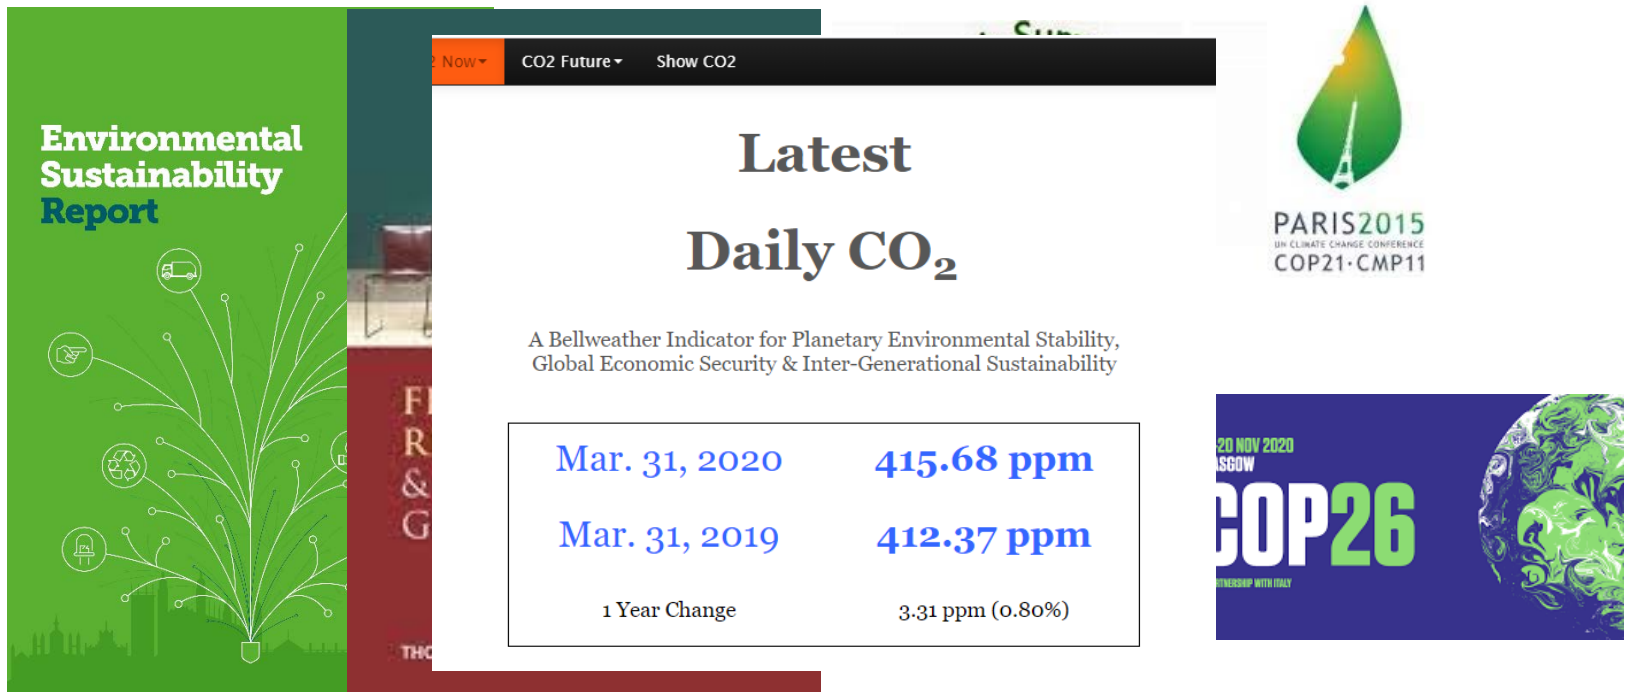 Environmental
Sustainability
Report
Now
CO2 Future
Show CO2
Latest
Daily CO₂
A Bellweather Indicator for Planetary Environmental Stability,
Global Economic Security & Inter-Generational Sustainability
Mar. 31, 2020 415.68 ppm
Mar. 31, 2019 412.37 ppm
1 Year Change 3.31 ppm (0.80%)
&
PARIS2015
UN CLIMATE CHANGE CONFERENCE
COP21·CMP11
20 NOV 2020
COP26
WITH ITALY